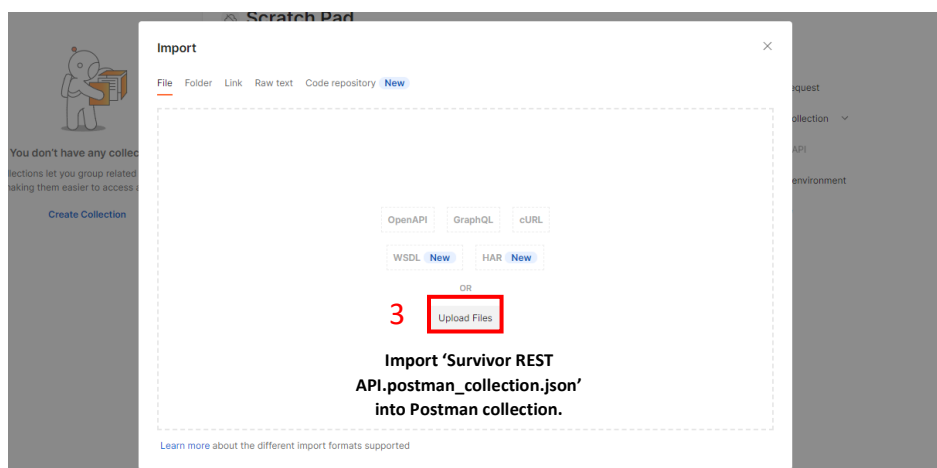 Scratch Pad
Import
File Folder Link Raw text Code repository New
equest
ollection
API
environment
You don't have any collec
llections let you group related
naking them easier to access a
Create Collection
OpenAPI GraphQL cURL
WSDL New HAR New
OR
3 Upload Files
Import ‘Survivor REST
API.postman_collection.json’
into Postman collection.
Learn more about the different import formats supported